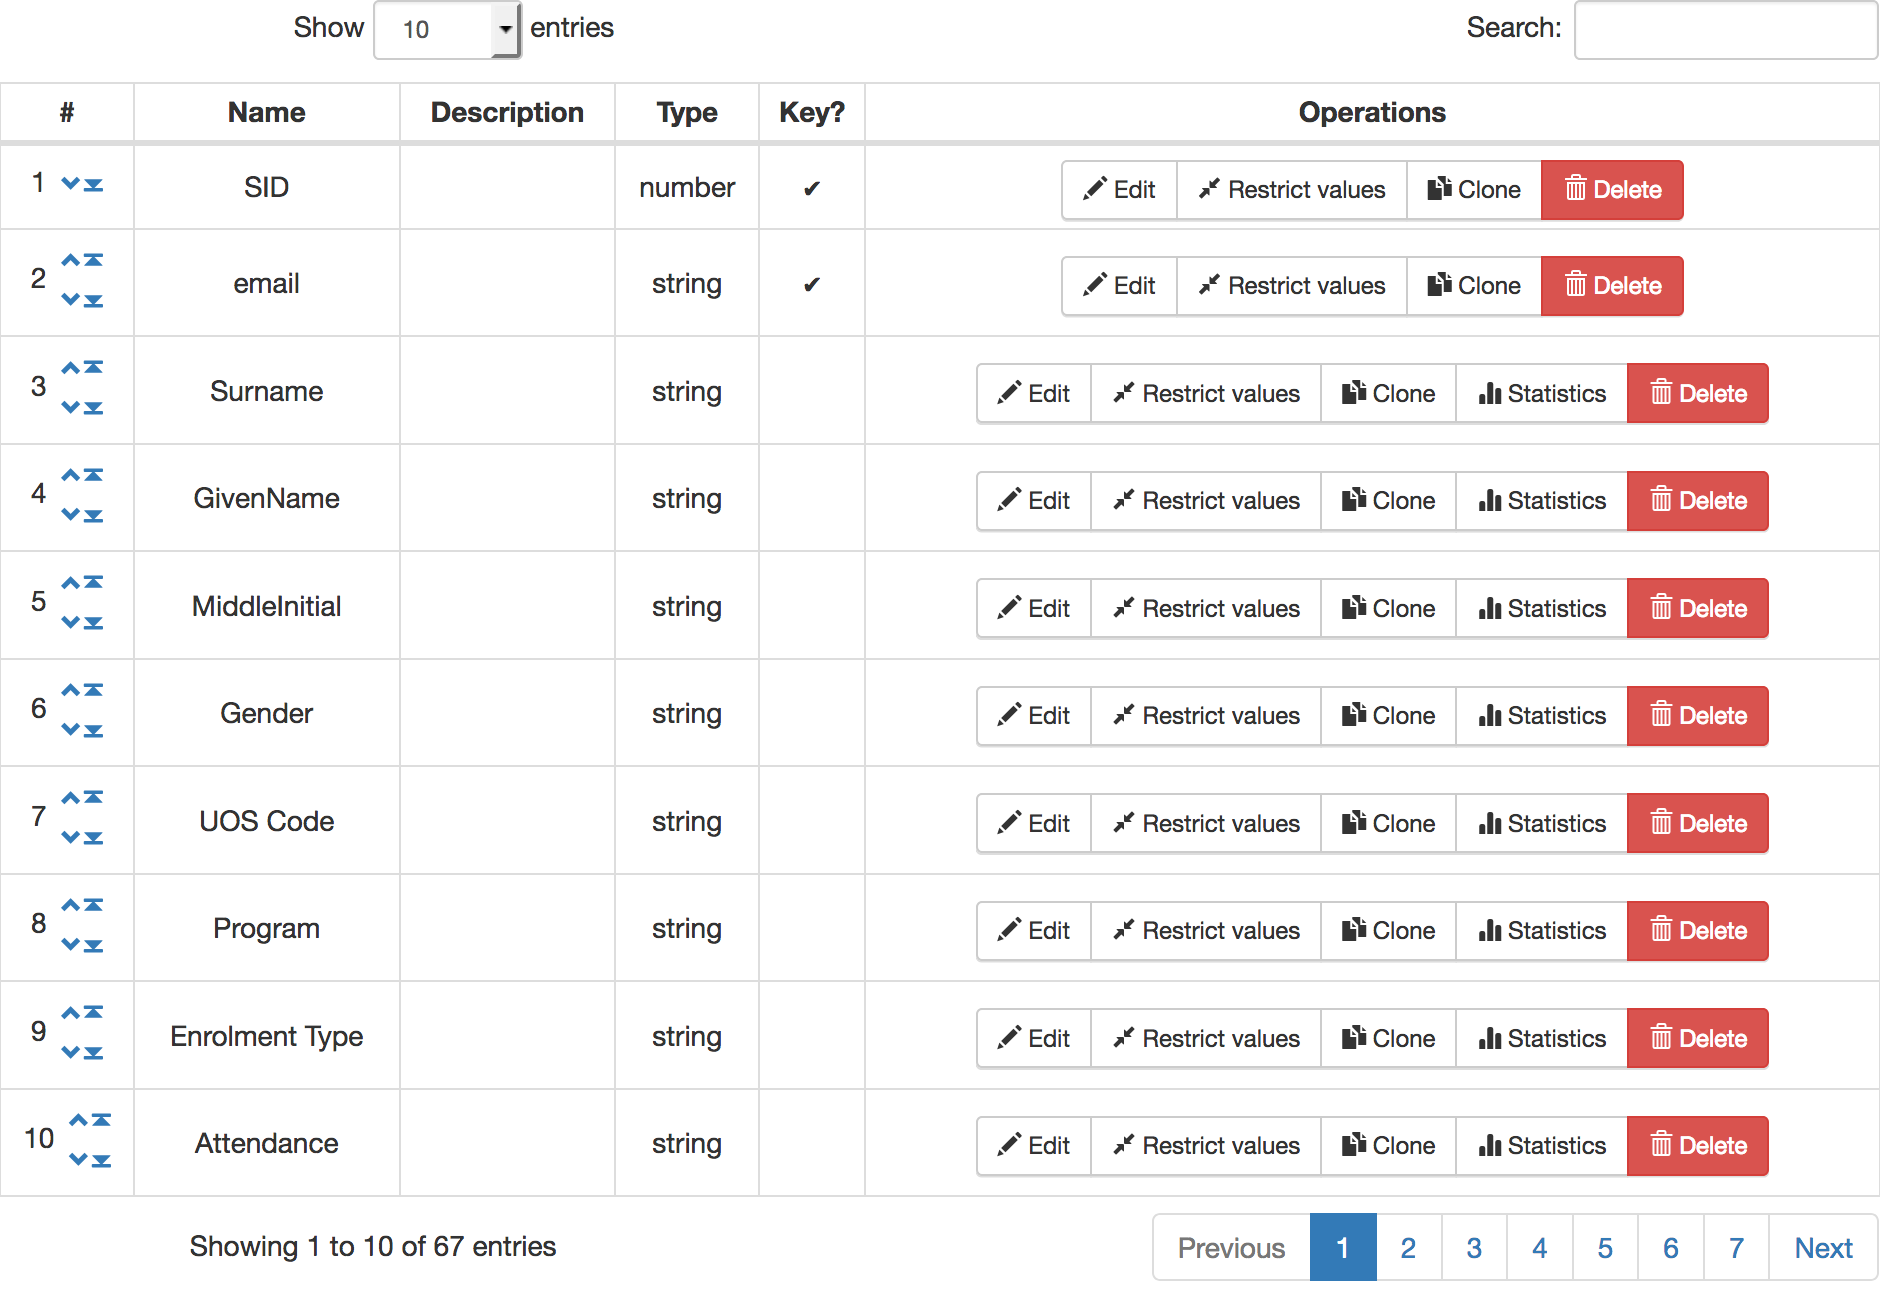 Show 10 entries Search:
# Name Description Type Key? Operations
1 SID number ✔ Edit Restrict values Clone Delete
2 email string ✔ Edit Restrict values Clone Delete
3 Surname string Edit Restrict values Clone Statistics Delete
4 GivenName string Edit Restrict values Clone Statistics Delete
5 MiddleInitial string Edit Restrict values Clone Statistics Delete
6 Gender string Edit Restrict values Clone Statistics Delete
7 UOS Code string Edit Restrict values Clone Statistics Delete
8 Program string Edit Restrict values Clone Statistics Delete
9 Enrolment Type string Edit Restrict values Clone Statistics Delete
10 Attendance string Edit Restrict values Clone Statistics Delete
Showing 1 to 10 of 67 entries Previous 1 2 3 4 5 6 7 Next